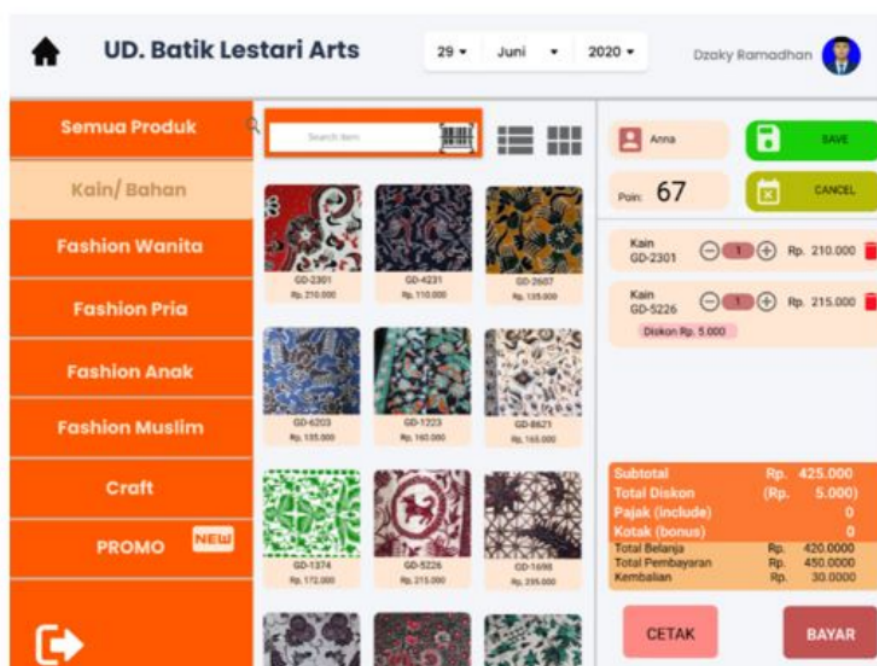 UD. Batik Lestari Arts
29
Juni
2020
Dzaky Ramadhan
Semua Produk
Kain/ Bahan
Fashion Wanita
Fashion Pria
Fashion Anak
Fashion Muslim
Craft
PROMO NEW
Search item
GD-2301
Rp. 210.000
GD-4231
Rp. 110.000
GD-2607
Rp. 135.000
GD-6203
Rp. 135.000
GD-1223
Rp. 160.000
GD-8621
Rp. 165.000
GD-1374
Rp. 172.000
GD-5226
Rp. 215.000
GD-1698
Rp. 235.000
Anna
SAVE
Poin: 67
CANCEL
Kain
GD-2301
1
Rp. 210.000
Kain
GD-5226
1
Rp. 215.000
Diskon Rp. 5.000
Subtotal Rp. 425.000
Total Diskon (Rp. 5.000)
Pajak (include) 0
Kotak (bonus) 0
Total Belanja Rp. 420.0000
Total Pembayaran Rp. 450.0000
Kembalian Rp. 30.0000
CETAK
BAYAR